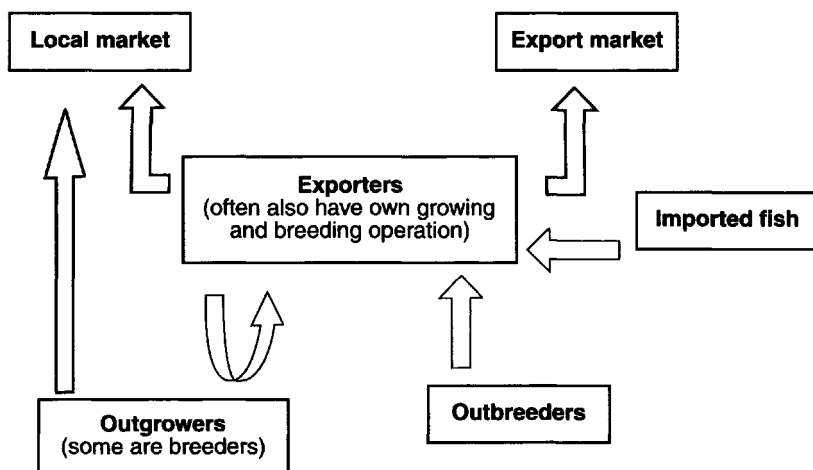 Local market
Export market
Exporters
(often also have own growing
and breeding operation)
Imported fish
Outgrowers
(some are breeders)
Outbreeders